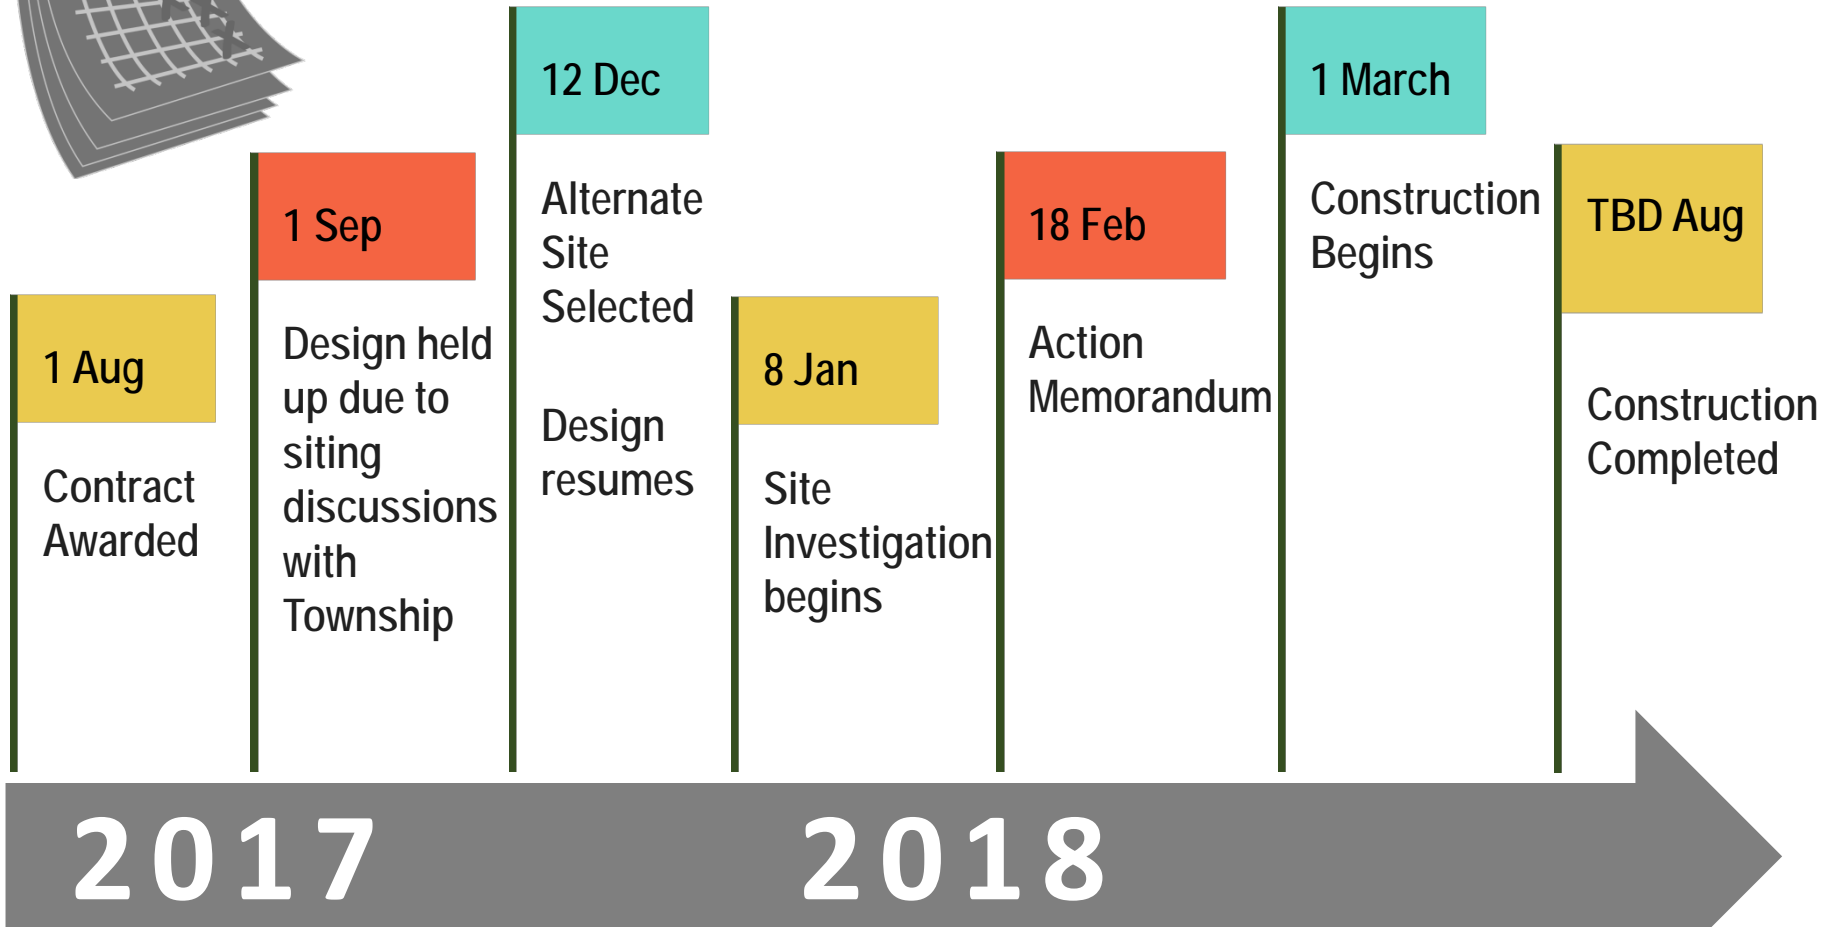 1 Aug
Contract
Awarded
1 Sep
Design held
up due to
siting
discussions
with
Township
12 Dec
Alternate
Site
Selected
Design
resumes
8 Jan
Site
Investigation
begins
18 Feb
Action
Memorandum
1 March
Construction
Begins
TBD Aug
Construction
Completed
2017
2018